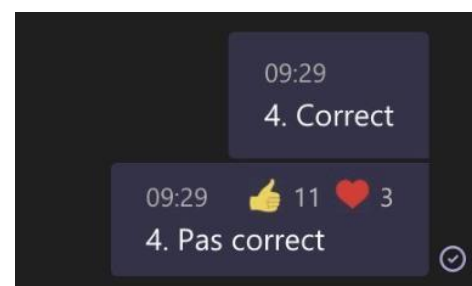 09:29
4. Correct
09:29 👍 11 ❤️ 3
4. Pas correct